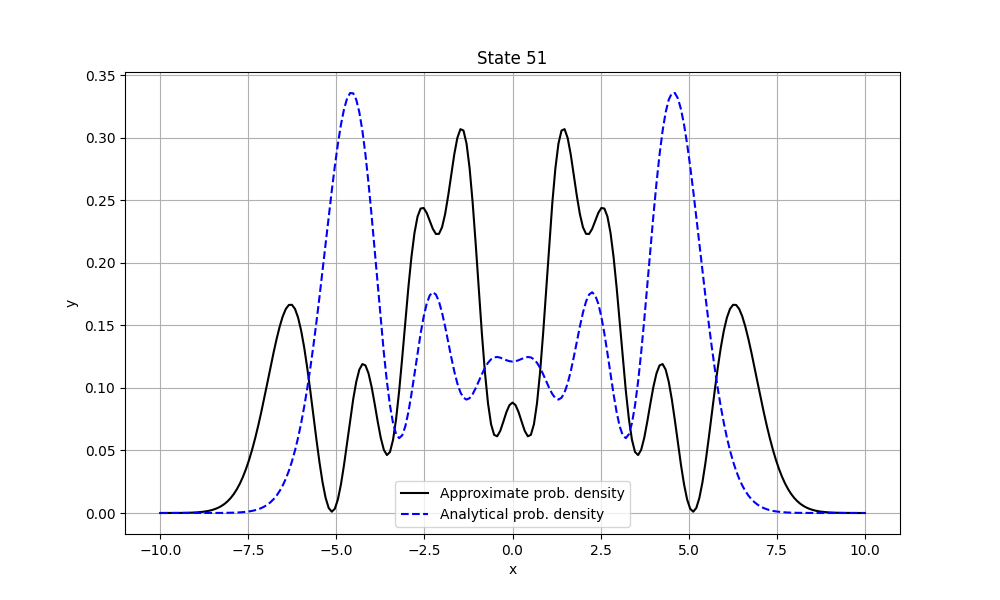 State 51
0.35
0.30
0.25
0.20
0.15
0.10
0.05
0.00
y
Approximate prob. density
Analytical prob. density
−10.0 −7.5 −5.0 −2.5 0.0 2.5 5.0 7.5 10.0
x